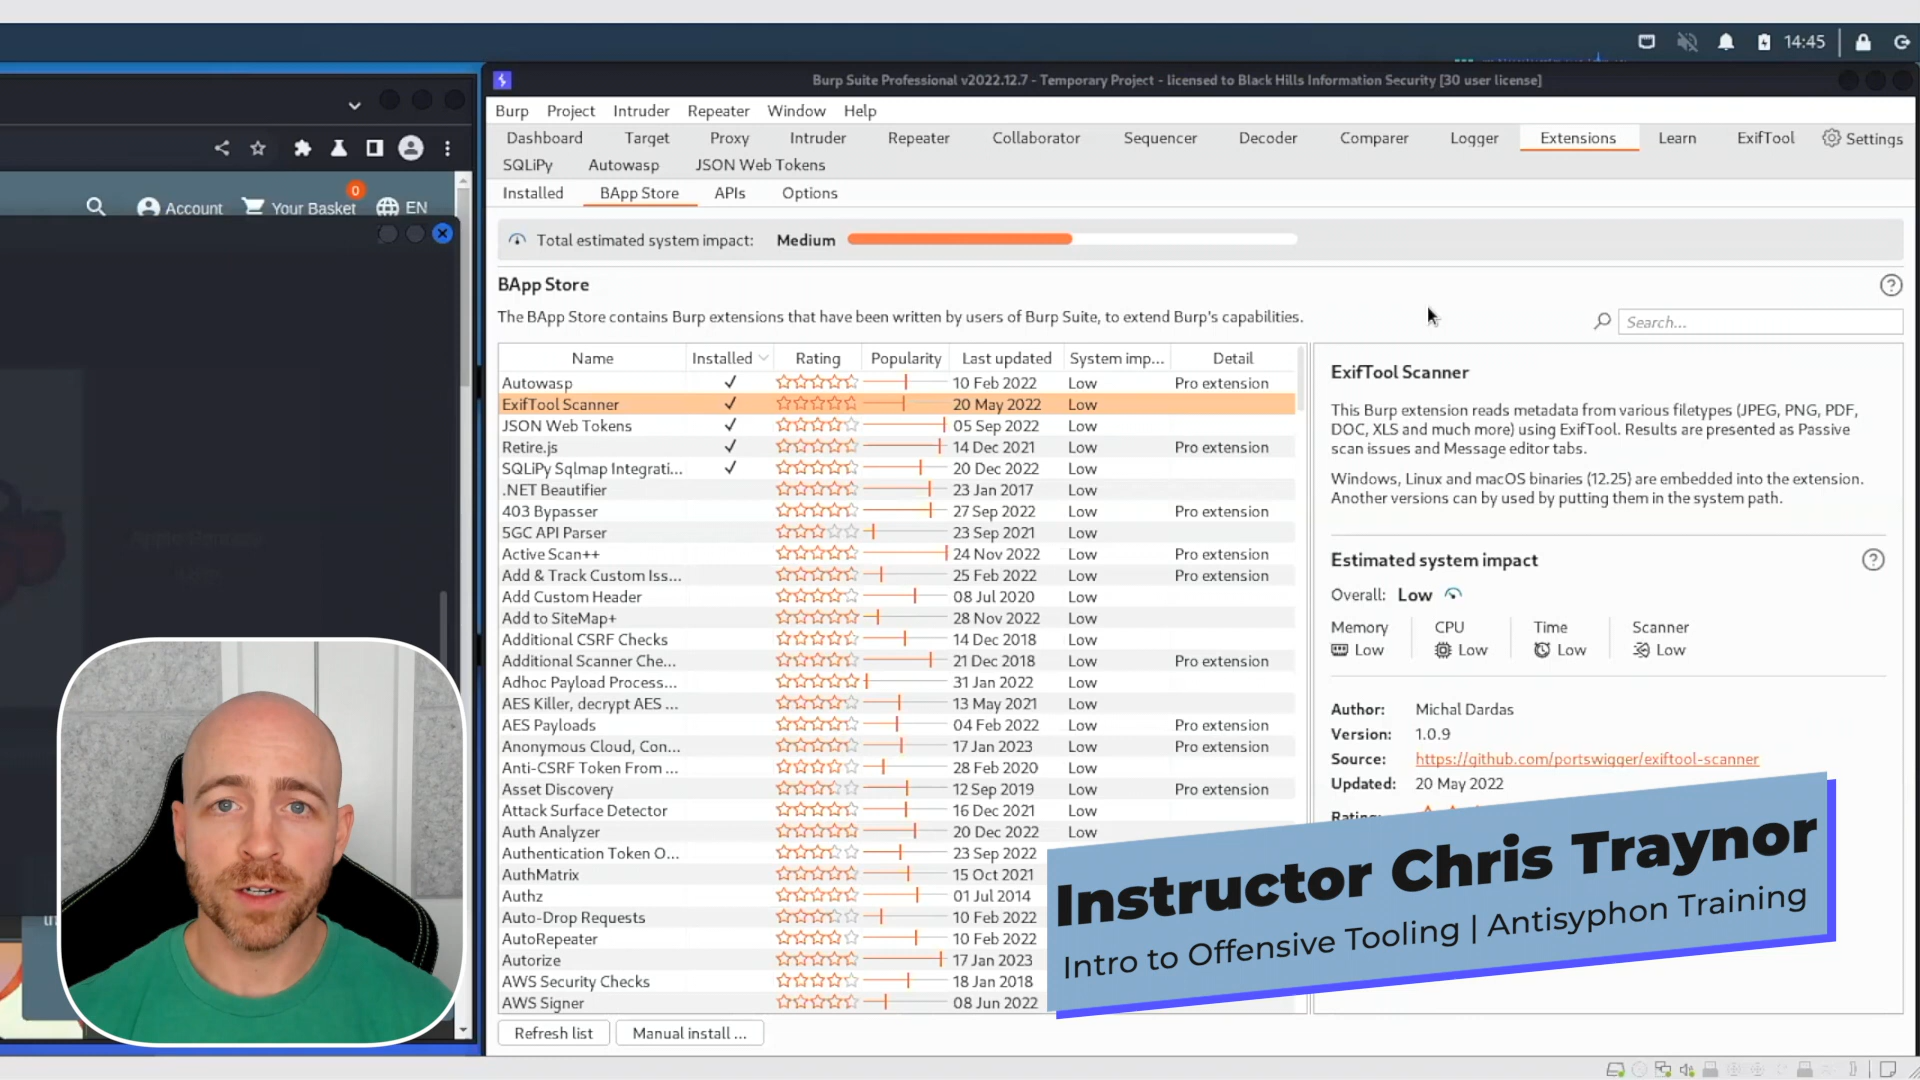 14:45
Burp Suite Professional v2022.12.7 - Temporary Project - licensed to Black Hills Information Security [30 user license]
Burp Project Intruder Repeater Window Help
Dashboard Target Proxy Intruder Repeater Collaborator Sequencer Decoder Comparer Logger Extensions Learn ExifTool Settings
SQLiPy Autowasp JSON Web Tokens
Installed BApp Store APIs Options
0
Account Your Basket EN
Total estimated system impact: Medium
BApp Store
The BApp Store contains Burp extensions that have been written by users of Burp Suite, to extend Burp's capabilities.
Search...
Name Installed Rating Popularity Last updated System imp... Detail
Autowasp ✓ 10 Feb 2022 Low Pro extension
ExifTool Scanner ✓ 20 May 2022 Low
JSON Web Tokens ✓ 05 Sep 2022 Low
Retire.js ✓ 14 Dec 2021 Low Pro extension
SQLiPy Sqlmap Integrati... ✓ 20 Dec 2022 Low
.NET Beautifier 23 Jan 2017 Low
403 Bypasser 27 Sep 2022 Low Pro extension
5GC API Parser 23 Sep 2021 Low
Active Scan++ 24 Nov 2022 Low Pro extension
Add & Track Custom Iss... 25 Feb 2022 Low Pro extension
Add Custom Header 08 Jul 2020 Low
Add to SiteMap+ 28 Nov 2022 Low
Additional CSRF Checks 14 Dec 2018 Low
Additional Scanner Che... 21 Dec 2018 Low Pro extension
Adhoc Payload Process... 31 Jan 2022 Low
AES Killer, decrypt AES ... 13 May 2021 Low
AES Payloads 04 Feb 2022 Low Pro extension
Anonymous Cloud, Con... 17 Jan 2023 Low Pro extension
Anti-CSRF Token From ... 28 Feb 2020 Low
Asset Discovery 12 Sep 2019 Low Pro extension
Attack Surface Detector 16 Dec 2021 Low
Auth Analyzer 20 Dec 2022 Low
Authentication Token O... 23 Sep 2022
AuthMatrix 15 Oct 2021
Authz 01 Jul 2014
Auto-Drop Requests 10 Feb 2022
AutoRepeater 10 Feb 2022
Autorize 17 Jan 2023
AWS Security Checks 18 Jan 2018
AWS Signer 08 Jun 2022
Refresh list Manual install ...
ExifTool Scanner
This Burp extension reads metadata from various filetypes (JPEG, PNG, PDF,
DOC, XLS and much more) using ExifTool. Results are presented as Passive
scan issues and Message editor tabs.
Windows, Linux and macOS binaries (12.25) are embedded into the extension.
Another versions can by used by putting them in the system path.
Estimated system impact
Overall: Low
Memory CPU Time Scanner
Low Low Low Low
Author: Michal Dardas
Version: 1.0.9
Source: https://github.com/portswigger/exiftool-scanner
Updated: 20 May 2022
Rating:
Instructor Chris Traynor
Intro to Offensive Tooling | Antisyphon Training